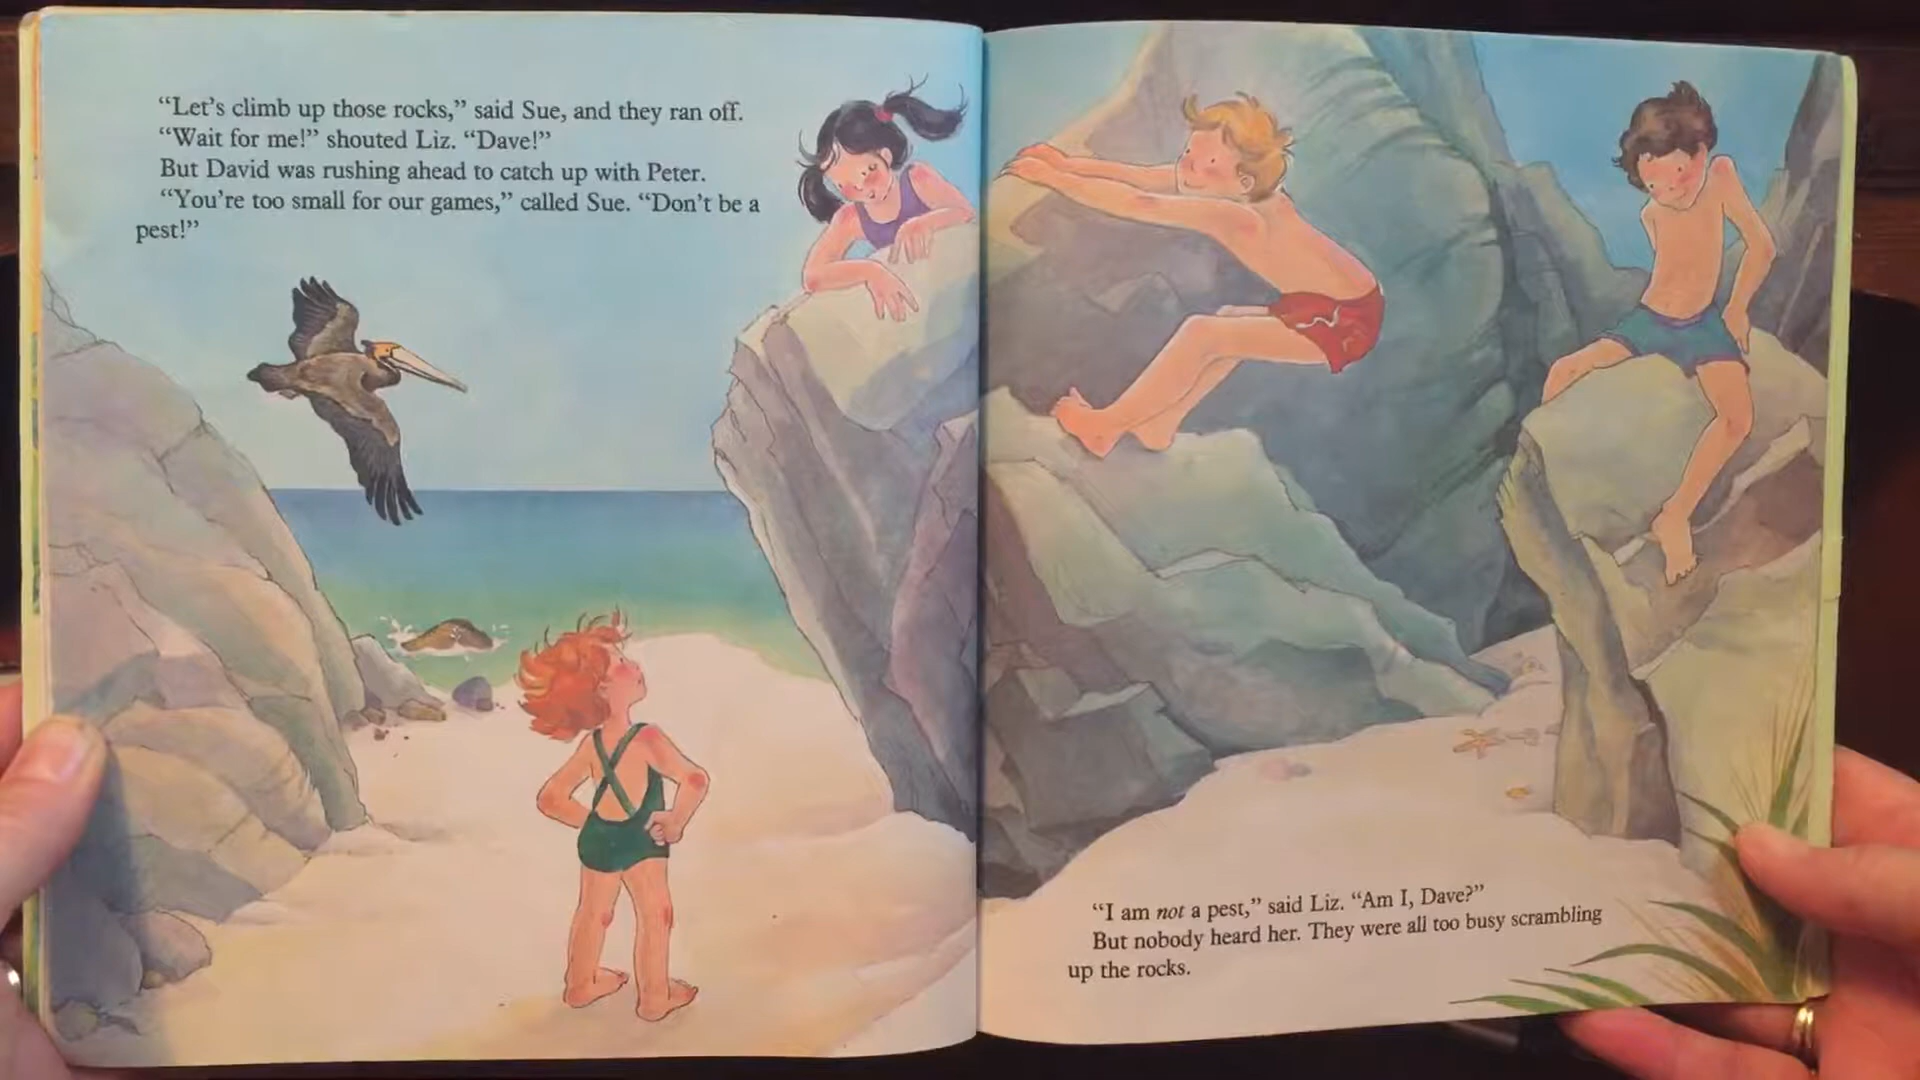 “Let’s climb up those rocks,” said Sue, and they ran off.
“Wait for me!” shouted Liz. “Dave!”
But David was rushing ahead to catch up with Peter.
“You’re too small for our games,” called Sue. “Don’t be a
pest!”
“I am not a pest,” said Liz. “Am I, Dave?”
But nobody heard her. They were all too busy scrambling
up the rocks.